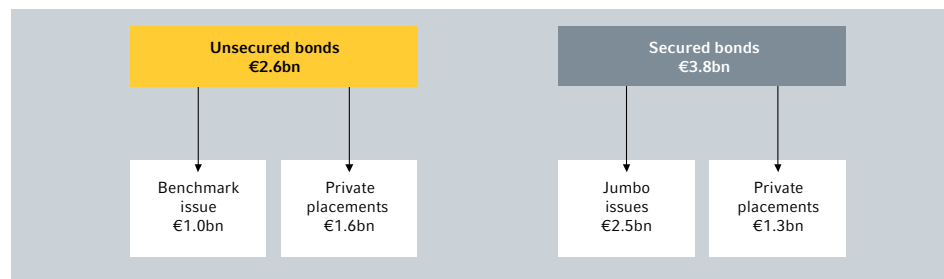 Unsecured bonds
€2.6bn
Secured bonds
€3.8bn
Benchmark
issue
€1.0bn
Private
placements
€1.6bn
Jumbo
issues
€2.5bn
Private
placements
€1.3bn